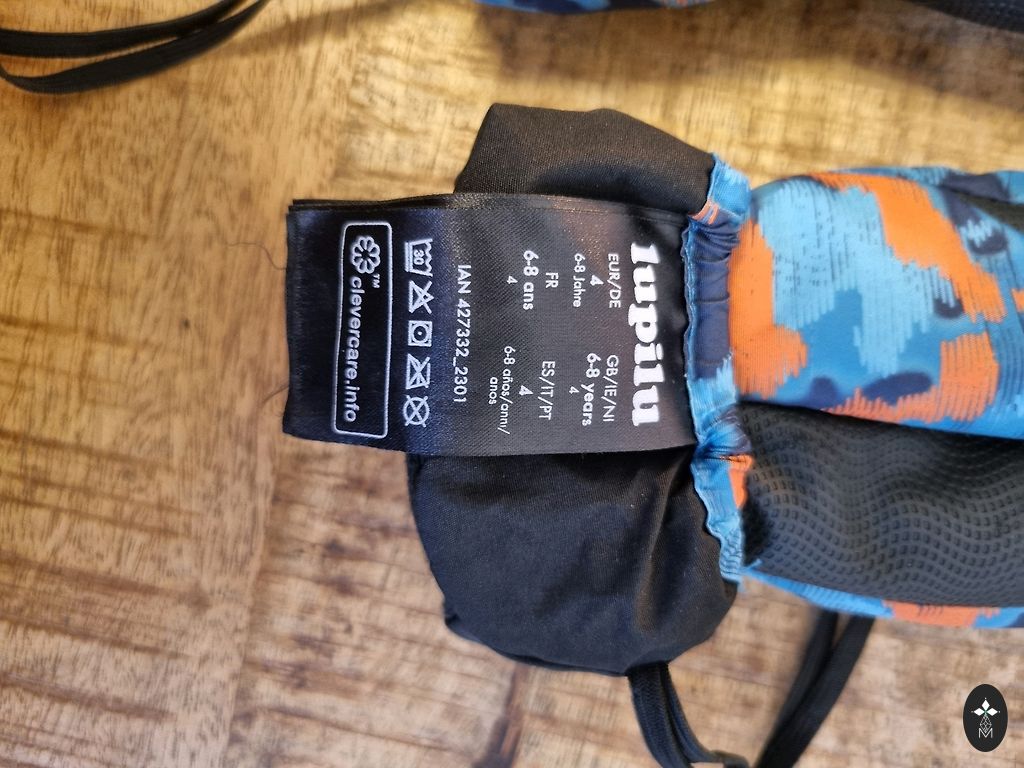 lupilu
EUR/DE
4
6-8 Jahre
GB/IE/NI
6-8 years
4
FR
6-8 ans
4
ES/IT/PT
4
6-8 años/anni/
anos
IAN 427332_2301
30
clevercare.info™
M